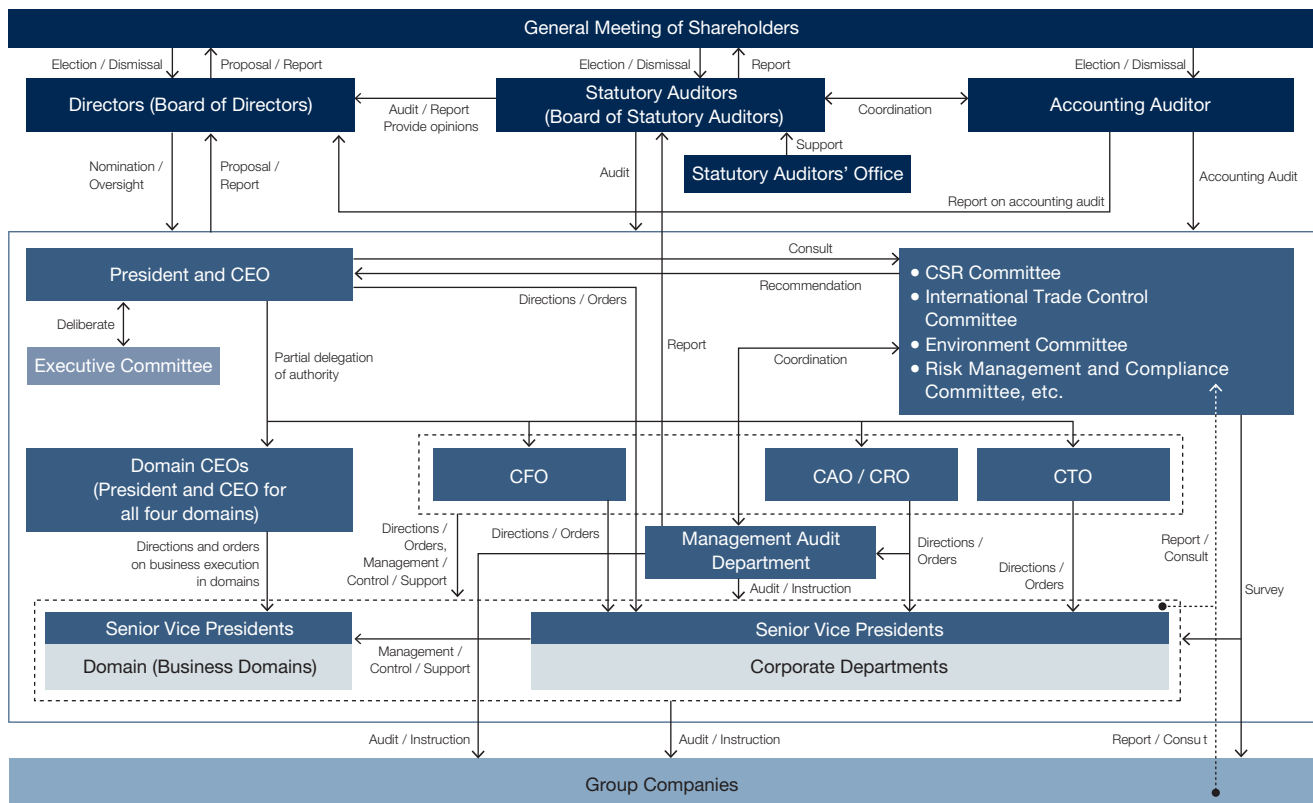 General Meeting of Shareholders
Election / Dismissal
Proposal / Report
Election / Dismissal
Report
Election / Dismissal
Directors (Board of Directors)
Audit / Report
Provide opinions
Statutory Auditors
(Board of Statutory Auditors)
Coordination
Accounting Auditor
Nomination /
Oversight
Proposal /
Report
Audit
Support
Statutory Auditors’ Office
Accounting Audit
Report on accounting audit
President and CEO
Consult
Recommendation
Directions / Orders
• CSR Committee
• International Trade Control
Committee
• Environment Committee
• Risk Management and Compliance
Committee, etc.
Deliberate
Executive Committee
Partial delegation
of authority
Report
Coordination
Domain CEOs
(President and CEO for
all four domains)
CFO
CAO / CRO
CTO
Directions and orders
on business execution
in domains
Directions /
Orders,
Management /
Control / Support
Directions / Orders
Management Audit
Department
Directions /
Orders
Directions /
Orders
Report /
Consult
Audit / Instruction
Survey
Senior Vice Presidents
Domain (Business Domains)
Management /
Control / Support
Senior Vice Presidents
Corporate Departments
Audit / Instruction
Audit / Instruction
Report / Consult
Group Companies